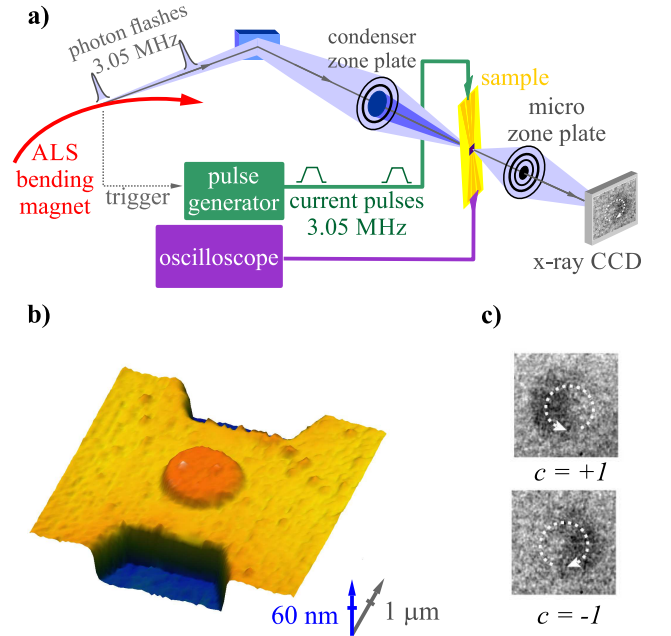 a)
photon flashes
3.05 MHz
condenser
zone plate
sample
micro
zone plate
ALS
bending
magnet
trigger
pulse
generator
current pulses
3.05 MHz
oscilloscope
x-ray CCD
b)
60 nm
1 μm
c)
c = +1
c = -1